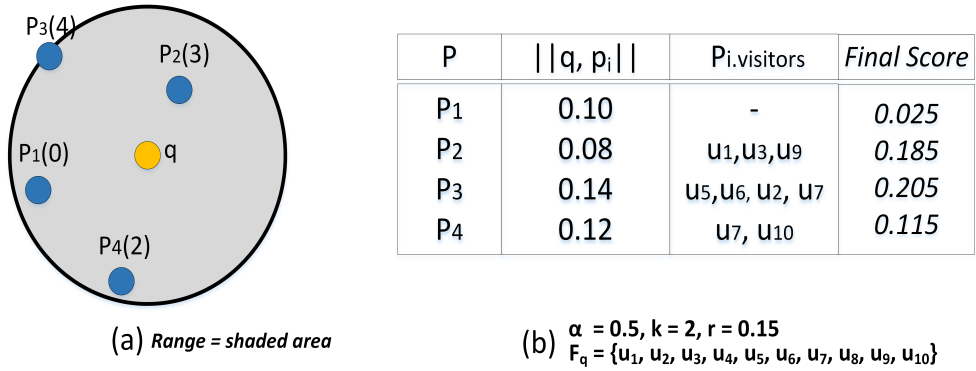 P3(4)
P2(3)
P1(0)
q
P4(2)
(a) Range = shaded area
P ||q, pi|| Pi.visitors Final Score
P1 0.10 - 0.025
P2 0.08 u1,u3,u9 0.185
P3 0.14 u5,u6, u2, u7 0.205
P4 0.12 u7, u10 0.115
(b) α = 0.5, k = 2, r = 0.15
Fq = {u1, u2, u3, u4, u5, u6, u7, u8, u9, u10}